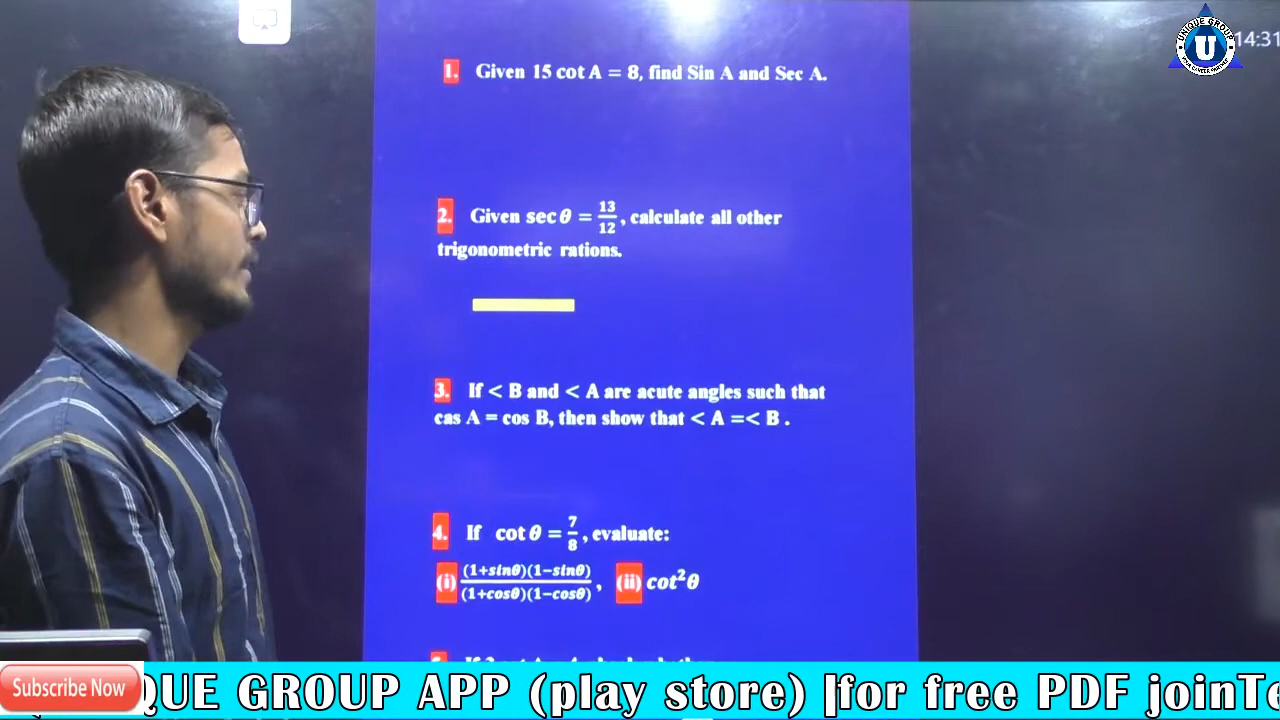 UNIQUE GROUP
U
14:31
1. Given 15 cot A = 8, find Sin A and Sec A.
2. Given sec θ = 13/12, calculate all other
trigonometric rations.
3. If < B and < A are acute angles such that
cas A = cos B, then show that < A =< B .
4. If cot θ = 7/8, evaluate:
(i) (1+sinθ)(1−sinθ)/(1+cosθ)(1−cosθ), (ii) cot²θ
Subscribe Now
QUE GROUP APP (play store) |for free PDF joinTe